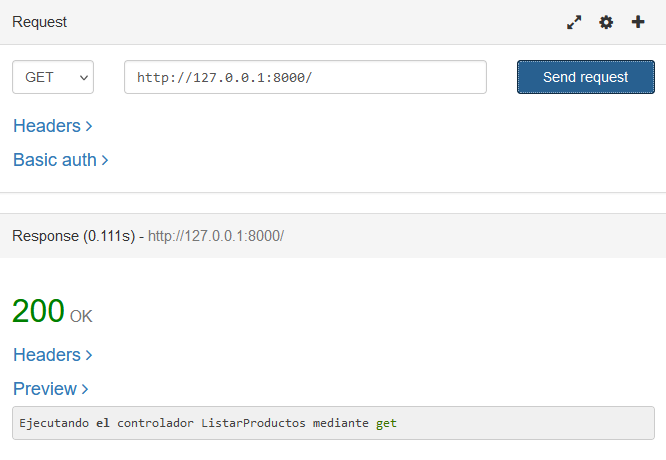 Request
GET http://127.0.0.1:8000/ Send request
Headers
Basic auth
Response (0.111s) - http://127.0.0.1:8000/
200 OK
Headers
Preview
Ejecutando el controlador ListarProductos mediante get